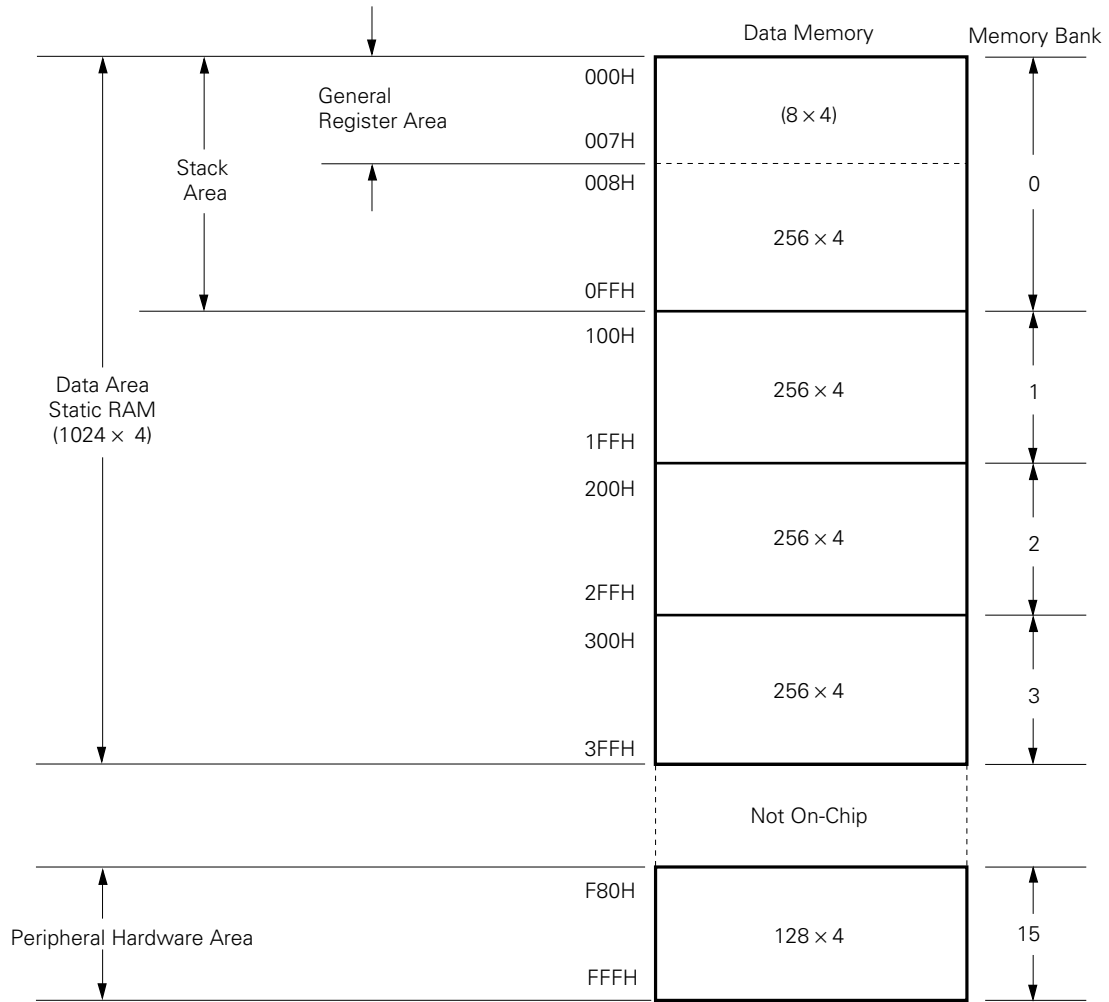 Data Memory
Memory Bank
000H
General
Register Area
(8 × 4)
007H
Stack
Area
008H
0
256 × 4
0FFH
100H
Data Area
Static RAM
(1024 × 4)
256 × 4
1
1FFH
200H
256 × 4
2
2FFH
300H
256 × 4
3
3FFH
Not On-Chip
F80H
Peripheral Hardware Area
128 × 4
15
FFFH